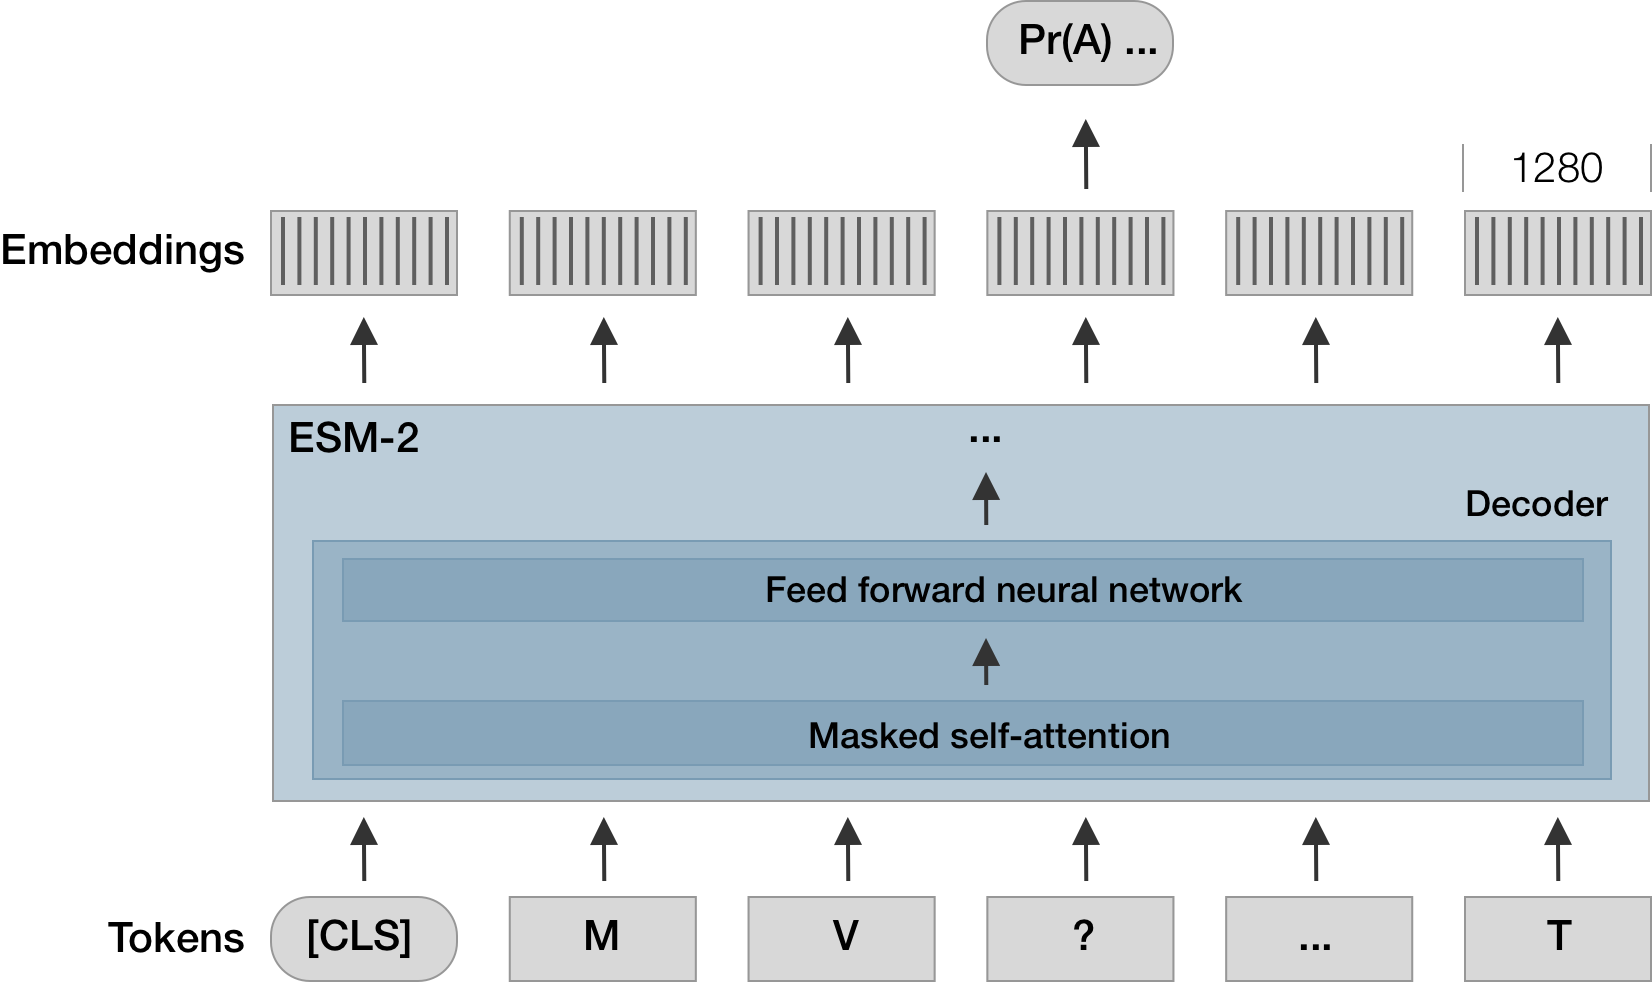 Pr(A) ...
1280
Embeddings
ESM-2
...
Decoder
Feed forward neural network
Masked self-attention
Tokens
[CLS]
M
V
?
...
T